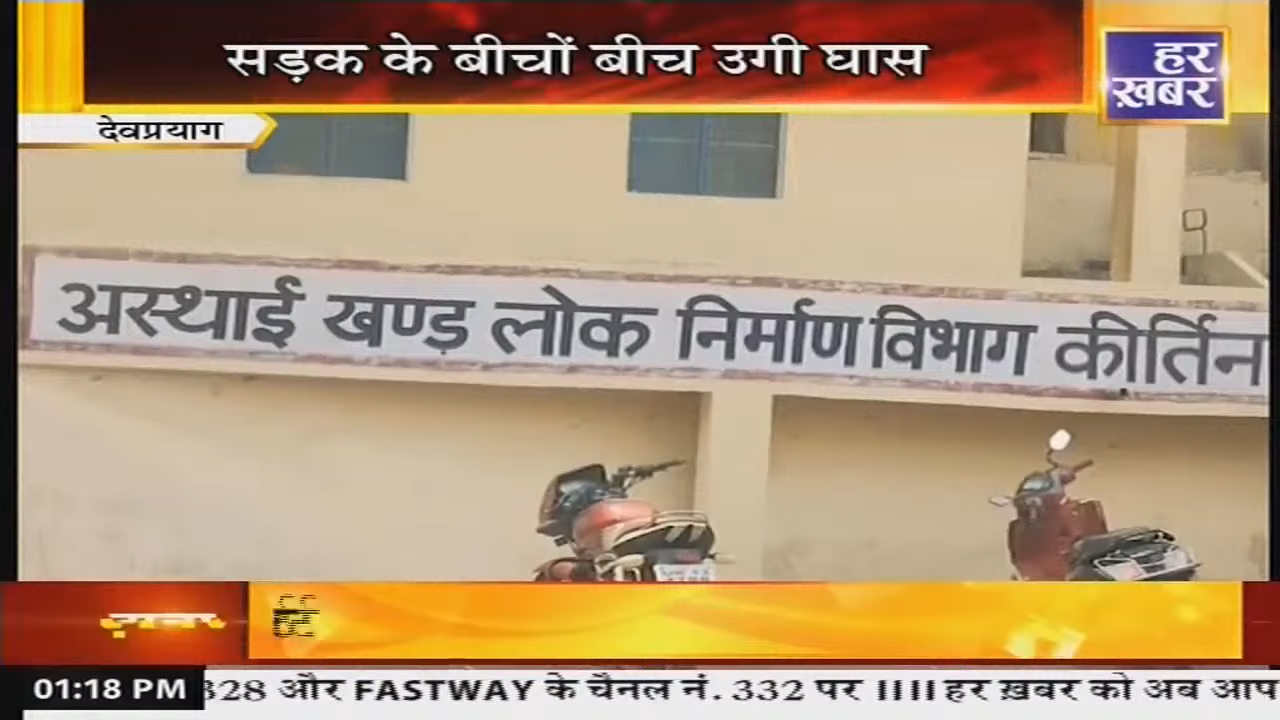 सड़क के बीचों बीच उगी घास
हर
ख़बर
देवप्रयाग
अस्थाई खण्ड लोक निर्माण विभाग कीर्तिन
01:18 PM
328 और FASTWAY के चैनल नं. 332 पर ।।।। हर ख़बर को अब आप